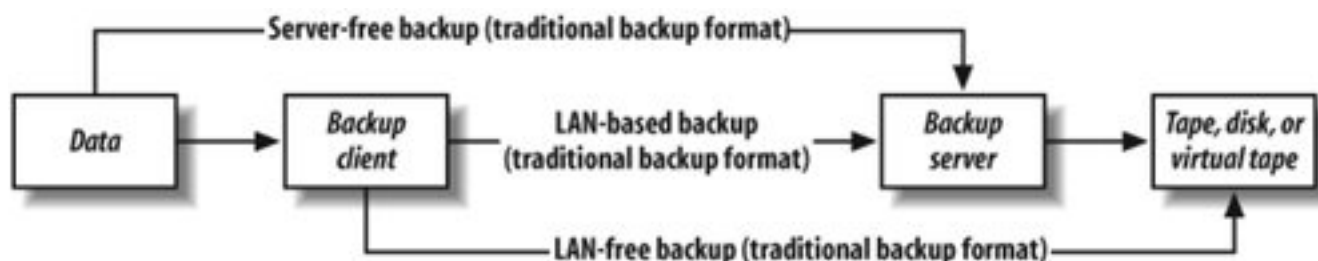 Server-free backup (traditional backup format)
Data
Backup
client
LAN-based backup
(traditional backup format)
Backup
server
Tape, disk, or
virtual tape
LAN-free backup (traditional backup format)